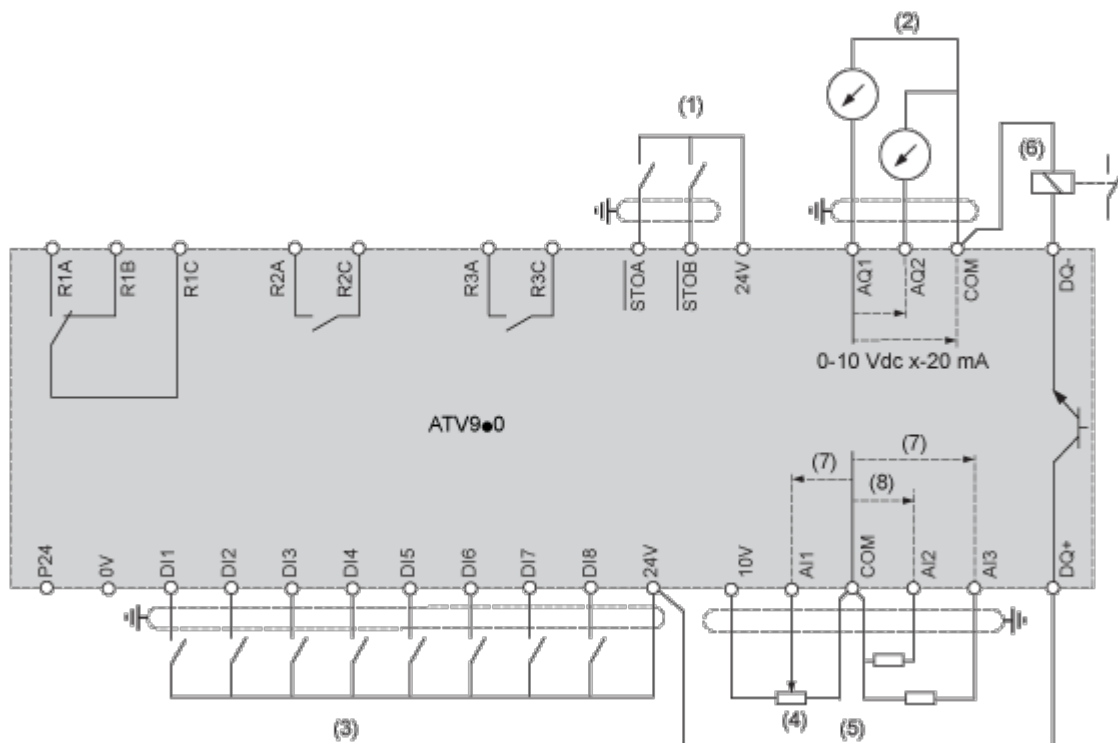 (2)
(1)
(6)
R1A
R1B
R1C
R2A
R2C
R3A
R3C
STOA
STOB
24V
AQ1
AQ2
COM
DQ-
0-10 Vdc x-20 mA
ATV9●0
(7)
(7)
(8)
P24
0V
DI1
DI2
DI3
DI4
DI5
DI6
DI7
DI8
24V
10V
AI1
COM
AI2
AI3
DQ+
(3)
(4)
(5)